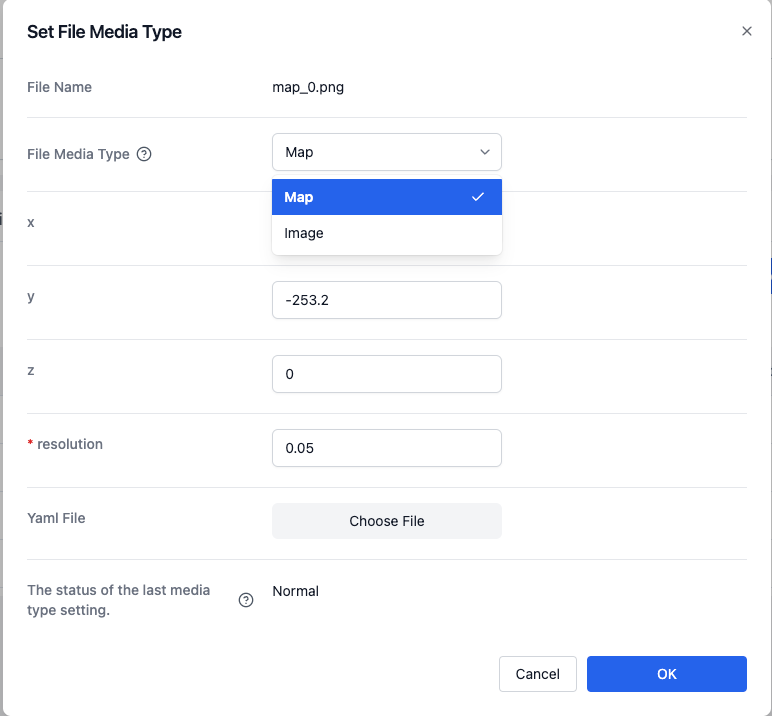 Set File Media Type
File Name
map_0.png
File Media Type
Map
Map
Image
x
y
-253.2
z
0
* resolution
0.05
Yaml File
Choose File
The status of the last media
type setting.
Normal
Cancel
OK